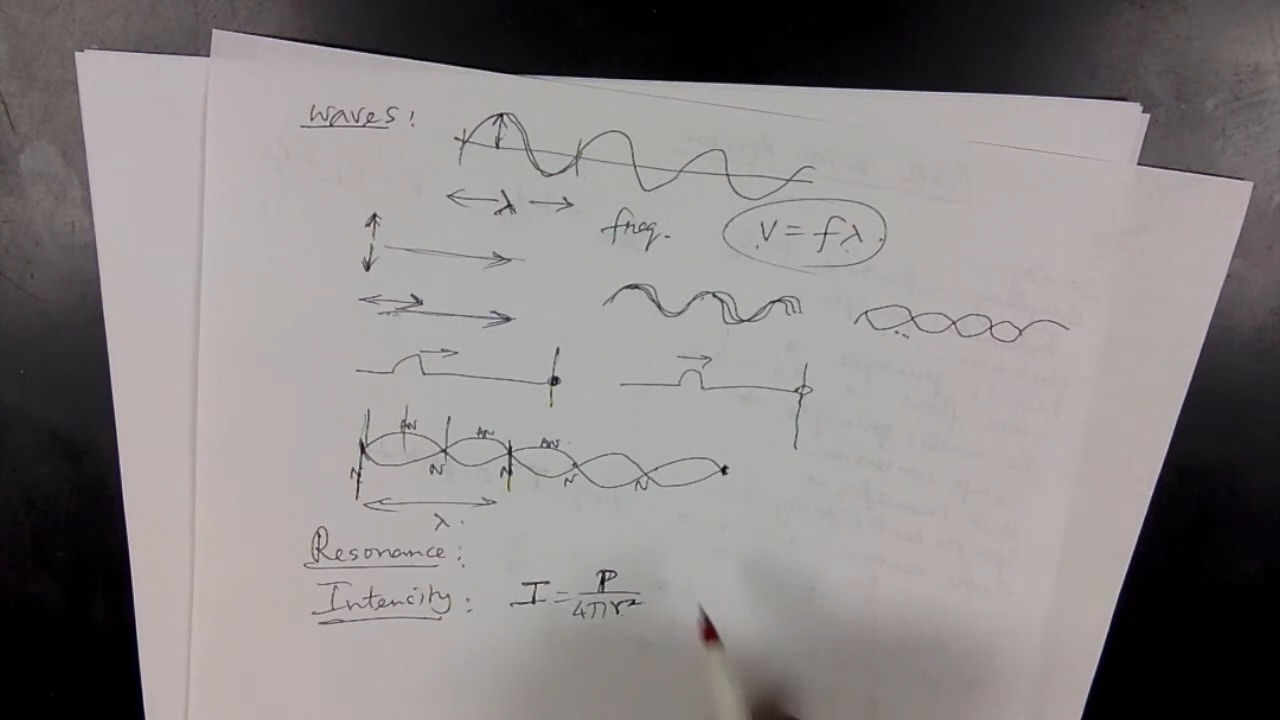 waves:
λ
freq. v = fλ
AN AN AN
N N N N N
λ.
Resonance:
Intencity: I = P/4πr²